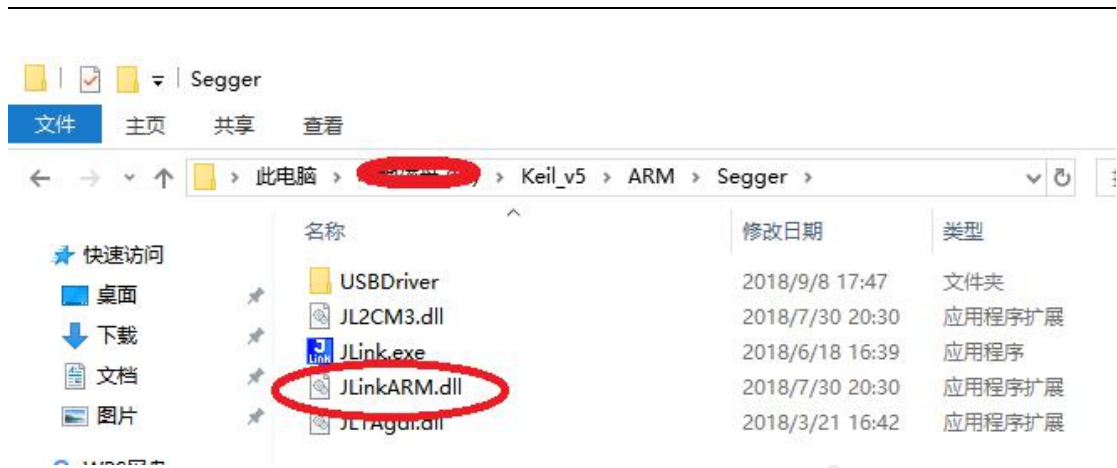 Segger
文件 主页 共享 查看
此电脑 › › Keil_v5 › ARM › Segger ›
名称 修改日期 类型
快速访问
桌面
下载
文档
图片
USBDriver 2018/9/8 17:47 文件夹
JL2CM3.dll 2018/7/30 20:30 应用程序扩展
JLink.exe 2018/6/18 16:39 应用程序
JLinkARM.dll 2018/7/30 20:30 应用程序扩展
2018/3/21 16:42 应用程序扩展